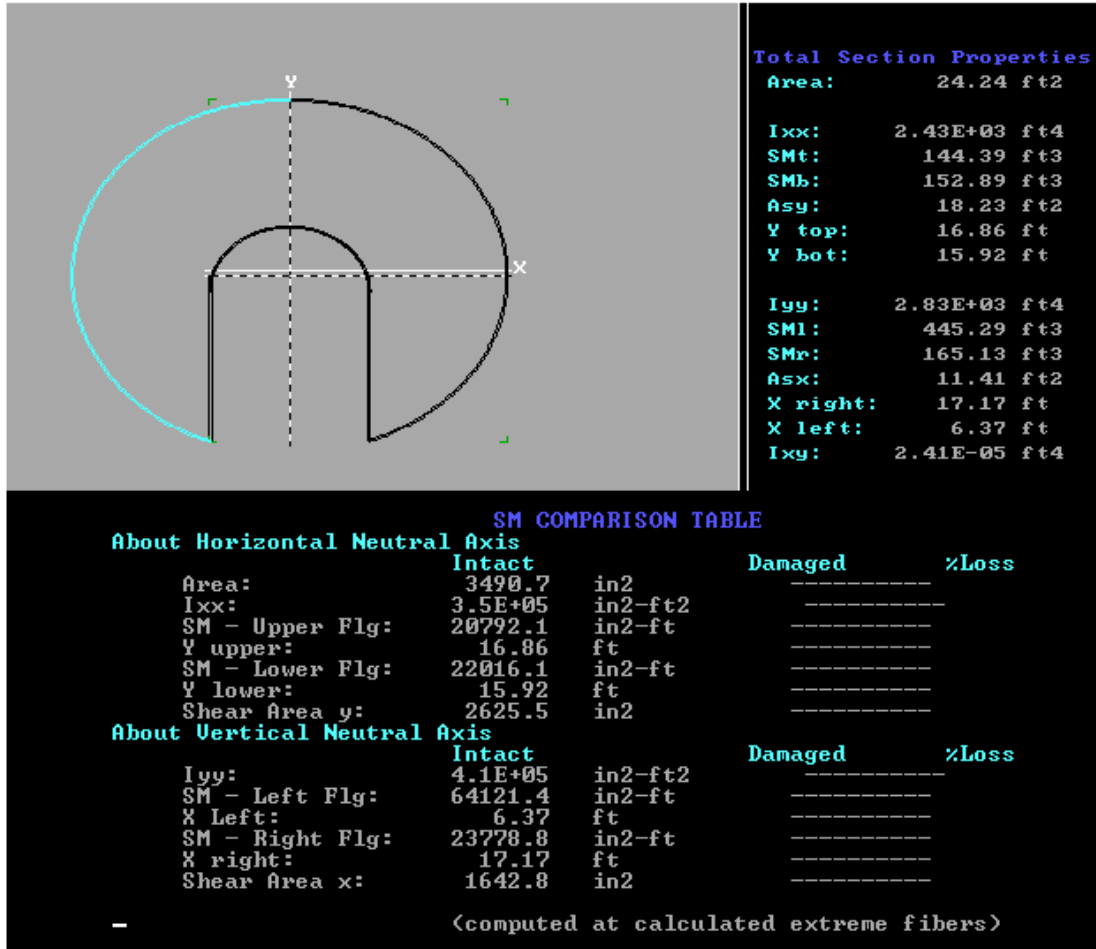 Y
X
Total Section Properties
Area: 24.24 ft2
Ixx: 2.43E+03 ft4
SMt: 144.39 ft3
SMb: 152.89 ft3
Asy: 18.23 ft2
Y top: 16.86 ft
Y bot: 15.92 ft
Iyy: 2.83E+03 ft4
SMl: 445.29 ft3
SMr: 165.13 ft3
Asx: 11.41 ft2
X right: 17.17 ft
X left: 6.37 ft
Ixy: 2.41E-05 ft4
SM COMPARISON TABLE
About Horizontal Neutral Axis
Intact Damaged %Loss
Area: 3490.7 in2 ----------
Ixx: 3.5E+05 in2-ft2 ----------
SM - Upper Flg: 20792.1 in2-ft ----------
Y upper: 16.86 ft ----------
SM - Lower Flg: 22016.1 in2-ft ----------
Y lower: 15.92 ft ----------
Shear Area y: 2625.5 in2 ----------
About Vertical Neutral Axis
Intact Damaged %Loss
Iyy: 4.1E+05 in2-ft2 ----------
SM - Left Flg: 64121.4 in2-ft ----------
X Left: 6.37 ft ----------
SM - Right Flg: 23778.8 in2-ft ----------
X right: 17.17 ft ----------
Shear Area x: 1642.8 in2 ----------
(computed at calculated extreme fibers)